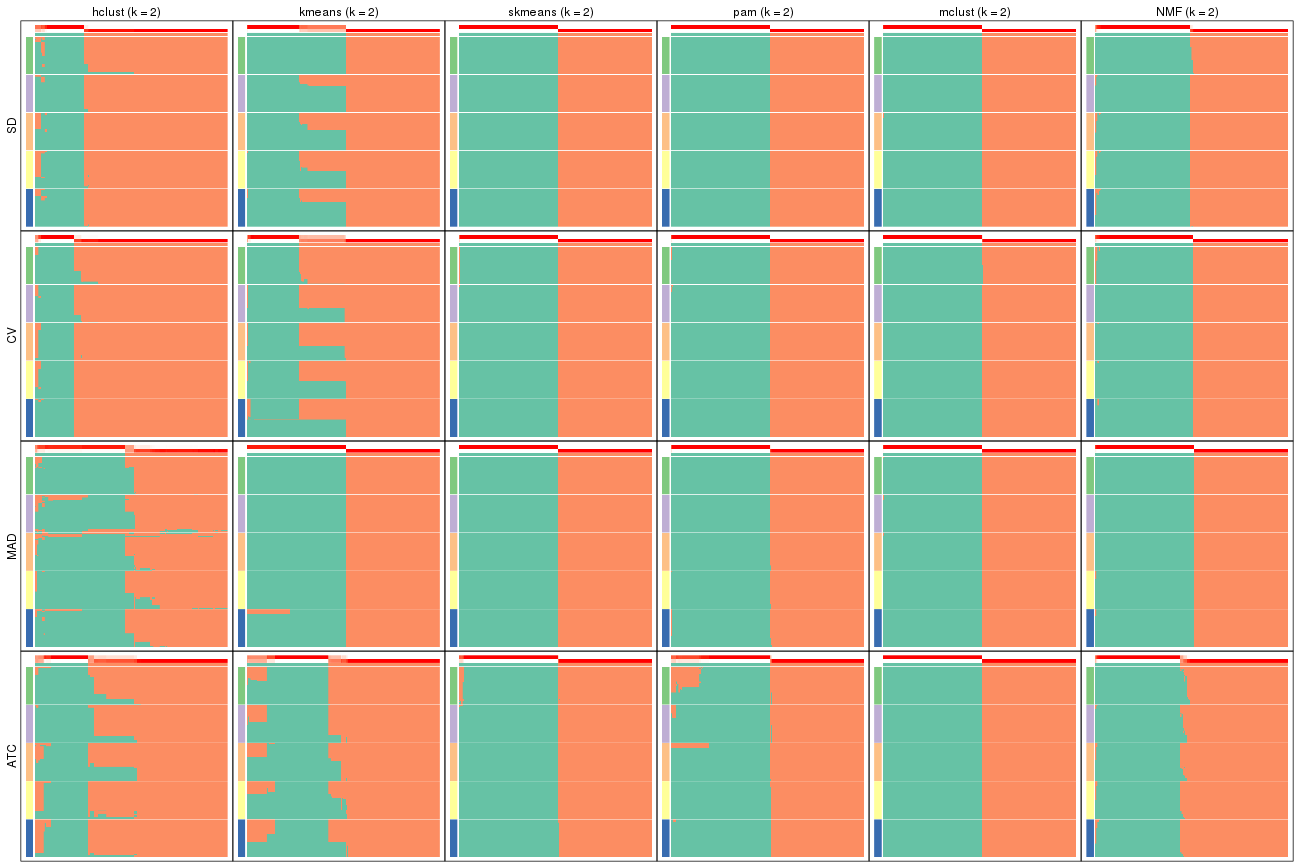 hclust (k = 2)
kmeans (k = 2)
skmeans (k = 2)
pam (k = 2)
mclust (k = 2)
NMF (k = 2)
SD
CV
MAD
ATC